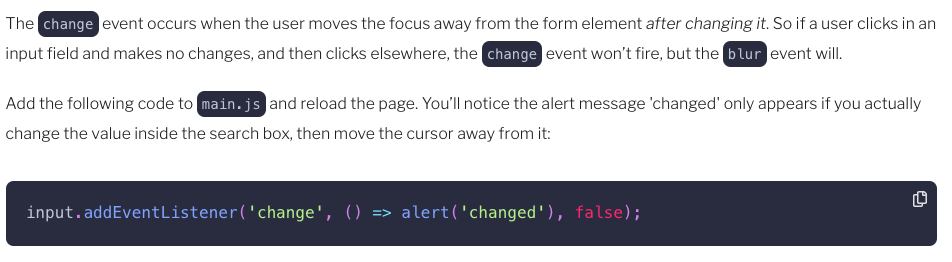 The change event occurs when the user moves the focus away from the form element after changing it. So if a user clicks in an
input field and makes no changes, and then clicks elsewhere, the change event won’t fire, but the blur event will.
Add the following code to main.js and reload the page. You’ll notice the alert message 'changed' only appears if you actually
change the value inside the search box, then move the cursor away from it:
input.addEventListener('change', () => alert('changed'), false);